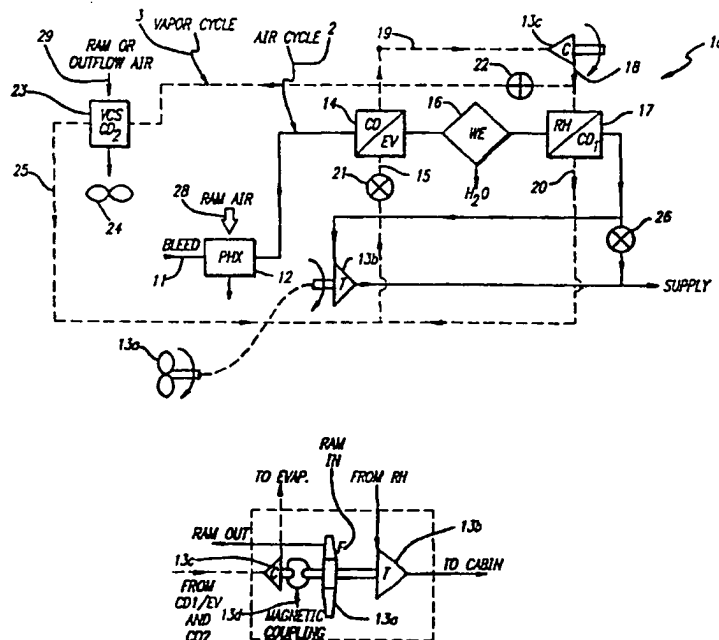 29
RAM OR
OUTFLOW AIR
3
VAPOR CYCLE
AIR CYCLE
2
19
13c
C
18
10
23
VCS
CD2
22
14
CD
EV
16
WE
RH
CD1
17
25
24
21
15
H2O
20
26
28
RAM AIR
BLEED
11
PHX
12
13b
T
SUPPLY
13a
RAM
IN
TO EVAP.
FROM RH
RAM OUT
F
13b
13c
C
T
TO CABIN
FROM
CD1/EV
AND
CD2
13d
MAGNETIC
COUPLING
13a